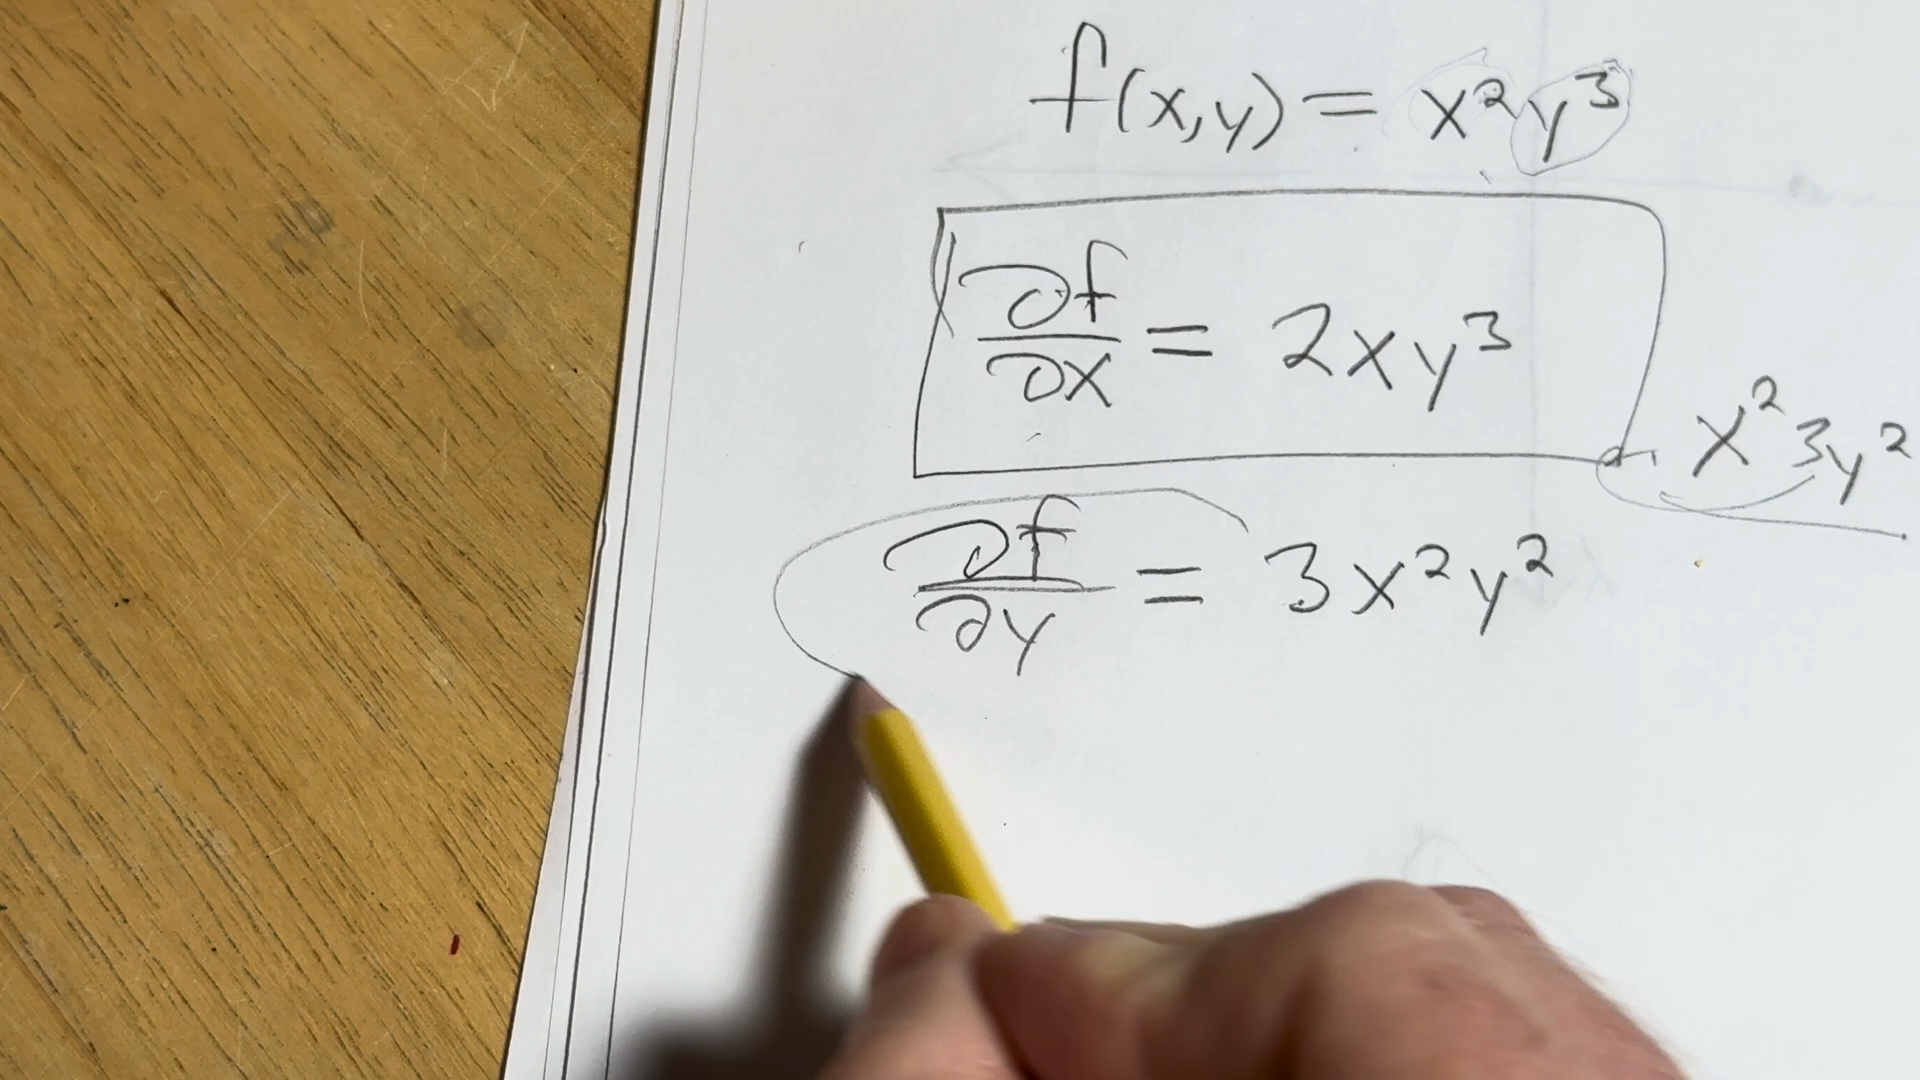 f(x,y) = x²y³
∂f/∂x = 2xy³
x²3y²
∂f/∂y = 3x²y²